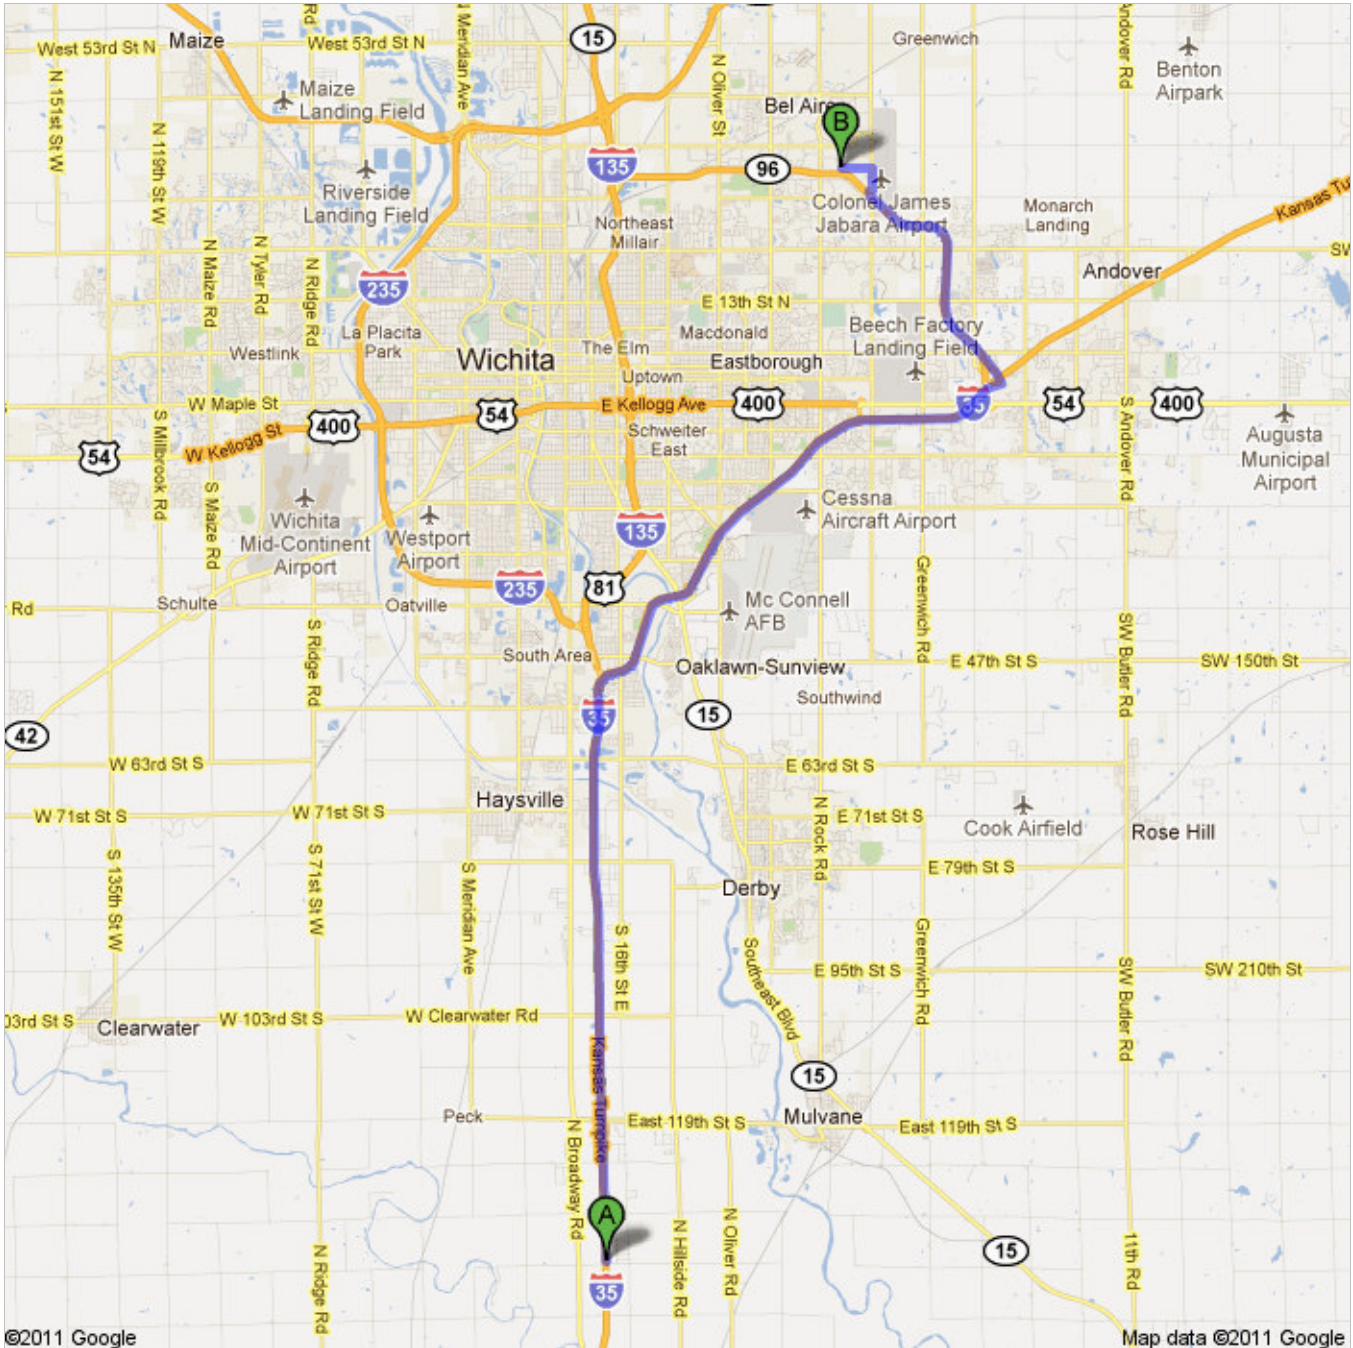 West 53rd St N
Maize
Rd
West 53rd St N
N Meridian Ave
15
N Oliver St
Greenwich
Andover Rd
Benton
Airpark
N 151st St W
Maize
Landing Field
N 119th St W
Bel Aire
B
135
96
Riverside
Landing Field
Colonel James
Jabara Airport
Northeast
Millair
Monarch
Landing
Kansas Tu
SW
N Maize Rd
N Tyler Rd
N Ridge Rd
235
Andover
E 13th St N
La Placita
Park
Westlink
Wichita
The Elm
Macdonald
Eastborough
Beech Factory
Landing Field
Uptown
W Maple St
400
54
E Kellogg Ave
400
35
54
400
W Kellogg St
54
S Millbrook Rd
S Maize Rd
Schweiter
East
S Andover Rd
Augusta
Municipal
Airport
Wichita
Mid-Continent
Airport
Westport
Airport
135
Cessna
Aircraft Airport
235
81
Rd
Schulte
Oatville
Mc Connell
AFB
Greenwich Rd
SW Butler Rd
S Ridge Rd
South Area
Oaklawn-Sunview
E 47th St S
SW 150th St
Southwind
35
15
42
W 63rd St S
E 63rd St S
Haysville
W 71st St S
W 71st St S
N Rock Rd
E 71st St S
Cook Airfield
Rose Hill
S 135th St W
S 71st St W
S Meridian Ave
Derby
E 79th St S
S 16th St E
Southeast Blvd
E 95th St S
Greenwich Rd
SW Butler Rd
SW 210th St
03rd St S
Clearwater
W 103rd St S
W Clearwater Rd
Kansas Turnpike
15
Peck
East 119th St S
Mulvane
East 119th St S
N Broadway Rd
A
35
N Ridge Rd
N Hillside Rd
N Oliver Rd
15
11th Rd
©2011 Google
Map data ©2011 Google